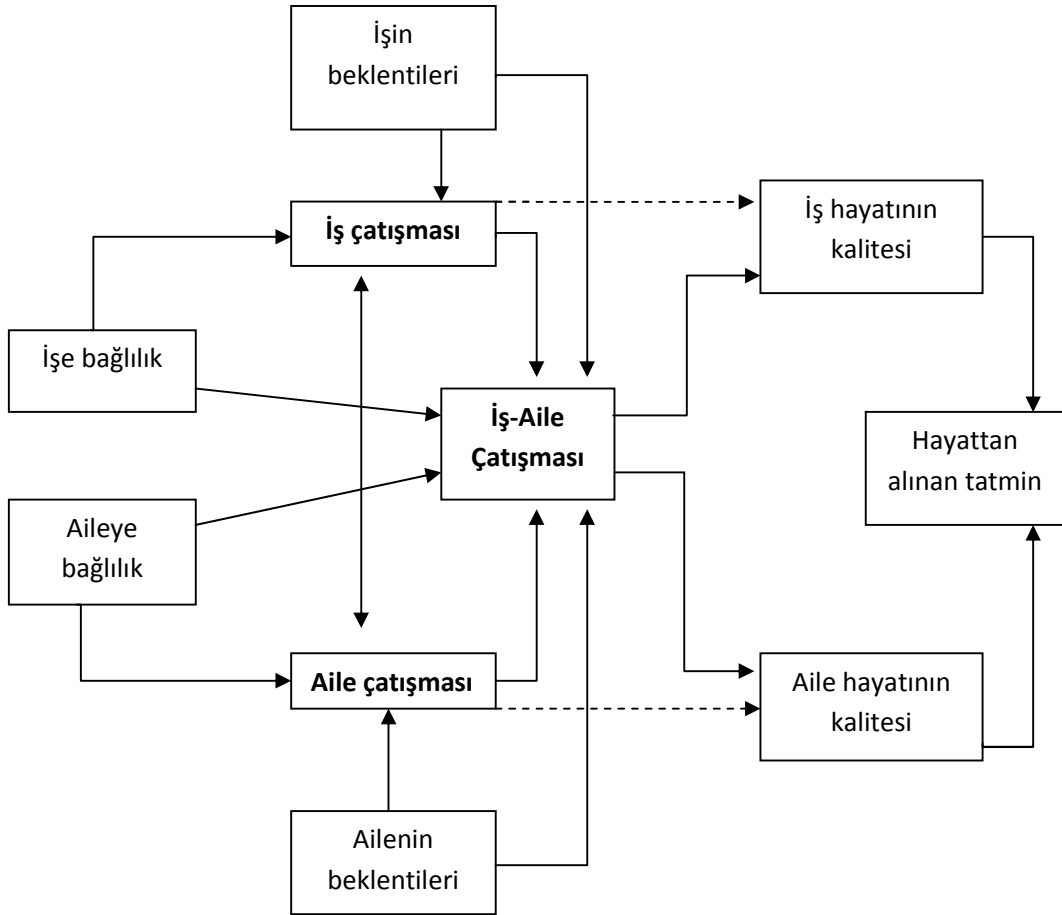 İşin
beklentileri
İş çatışması
İş hayatının
kalitesi
İşe bağlılık
İş-Aile
Çatışması
Hayattan
alınan tatmin
Aileye
bağlılık
Aile çatışması
Aile hayatının
kalitesi
Ailenin
beklentileri